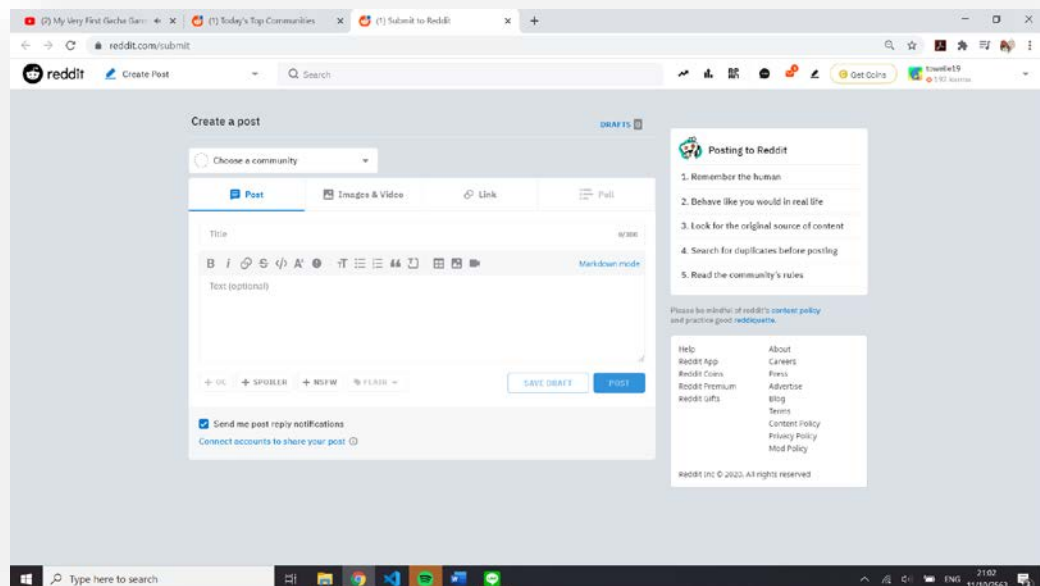 (2) My Very First Gacha Gam
(1) Today's Top Communities
(1) Submit to Reddit
reddit.com/submit
reddit
Create Post
Search
Get Coins
towelie19
Create a post
DRAFTS 0
Choose a community
Post
Images & Video
Link
Poll
Title
0/300
Markdown mode
Text (optional)
+ OC + SPOILER + NSFW FLAIR
SAVE DRAFT
POST
Send me post reply notifications
Connect accounts to share your post
Posting to Reddit
1. Remember the human
2. Behave like you would in real life
3. Look for the original source of content
4. Search for duplicates before posting
5. Read the community's rules
Please be mindful of reddit's content policy
and practice good reddiquette.
Help
Reddit App
Reddit Coins
Reddit Premium
Reddit Gifts
About
Careers
Press
Advertise
Blog
Terms
Content Policy
Privacy Policy
Mod Policy
Reddit Inc © 2020. All rights reserved
Type here to search
ENG
21:02
11/10/2563